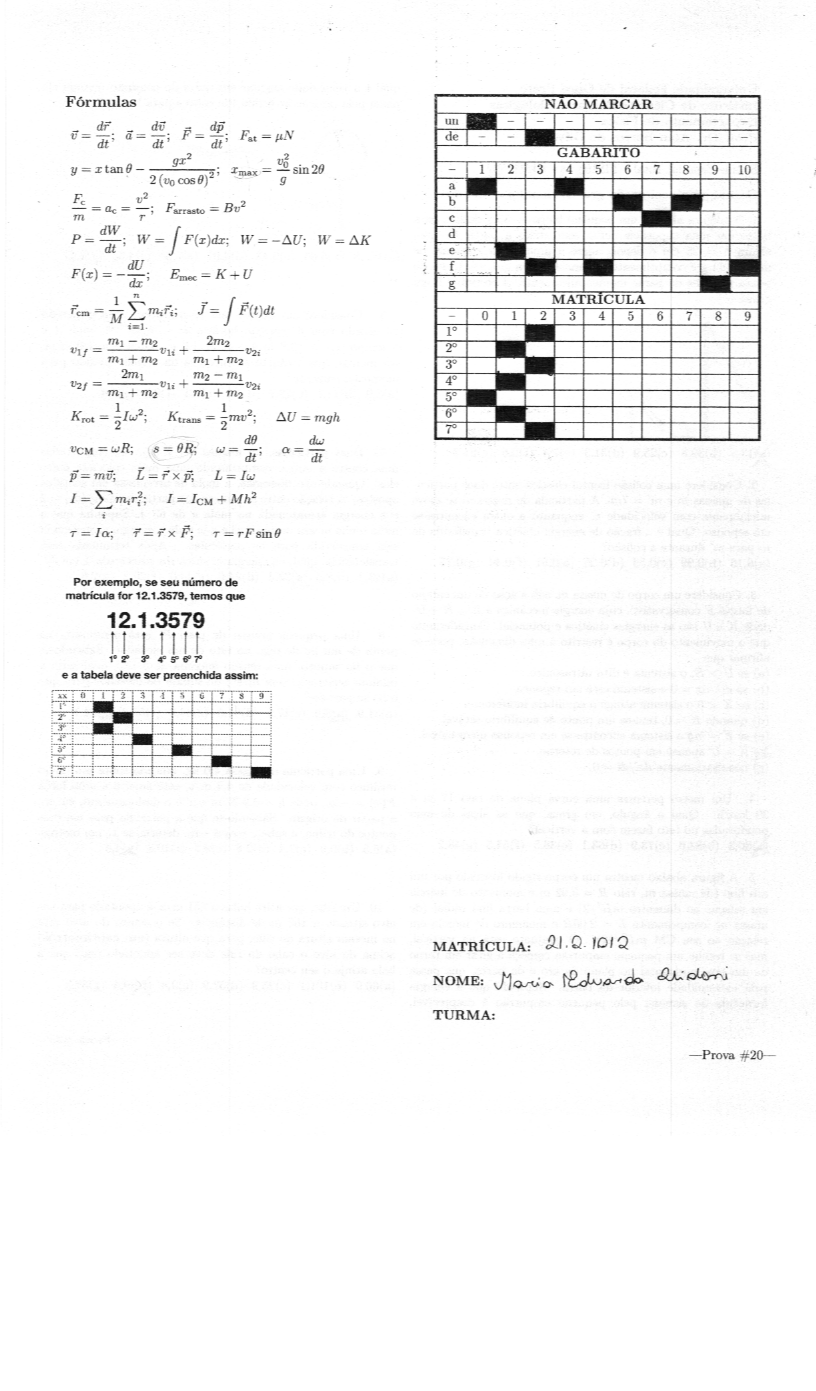 Fórmulas
$\vec{v} = \frac{d\vec{r}}{dt}$; $\vec{a} = \frac{d\vec{v}}{dt}$; $\vec{F} = \frac{d\vec{p}}{dt}$; $F_{\text{at}} = \mu N$
$y = x \tan\theta - \frac{gx^2}{2(v_0 \cos\theta)^2}$; $x_{\text{max}} = \frac{v_0^2}{g} \sin 2\theta$
$\frac{F_c}{m} = a_c = \frac{v^2}{r}$; $F_{\text{arrasto}} = Bv^2$
$P = \frac{dW}{dt}$; $W = \int F(x)dx$; $W = -\Delta U$; $W = \Delta K$
$F(x) = -\frac{dU}{dx}$; $E_{\text{mec}} = K + U$
$\vec{r}_{\text{cm}} = \frac{1}{M} \sum_{i=1}^{n} m_i \vec{r}_i$; $\vec{J} = \int \vec{F}(t)dt$
$v_{1f} = \frac{m_1 - m_2}{m_1 + m_2} v_{1i} + \frac{2m_2}{m_1 + m_2} v_{2i}$
$v_{2f} = \frac{2m_1}{m_1 + m_2} v_{1i} + \frac{m_2 - m_1}{m_1 + m_2} v_{2i}$
$K_{\text{rot}} = \frac{1}{2} I\omega^2$; $K_{\text{trans}} = \frac{1}{2} mv^2$; $\Delta U = mgh$
$v_{\text{CM}} = \omega R$; $s = \theta R$; $\omega = \frac{d\theta}{dt}$; $\alpha = \frac{d\omega}{dt}$
$\vec{p} = m\vec{v}$; $\vec{L} = \vec{r} \times \vec{p}$; $L = I\omega$
$I = \sum_i m_i r_i^2$; $I = I_{\text{CM}} + Mh^2$
$\tau = I\alpha$; $\vec{\tau} = \vec{r} \times \vec{F}$; $\tau = rF \sin\theta$
Por exemplo, se seu número de
matrícula for 12.1.3579, temos que
12.1.3579
1º 2º 3º 4º 5º 6º 7º
e a tabela deve ser preenchida assim:
xx 0 1 2 3 4 5 6 7 8 9
1º
2º
3º
4º
5º
6º
7º
NÃO MARCAR
un – – – – – – – – –
de – – – – – – – – –
GABARITO
– 1 2 3 4 5 6 7 8 9 10
a
b
c
d
e
f
g
MATRÍCULA
– 0 1 2 3 4 5 6 7 8 9
1º
2º
3º
4º
5º
6º
7º
MATRÍCULA: 21.2.1012
NOME: Maria Eduarda
TURMA:
—Prova #20—